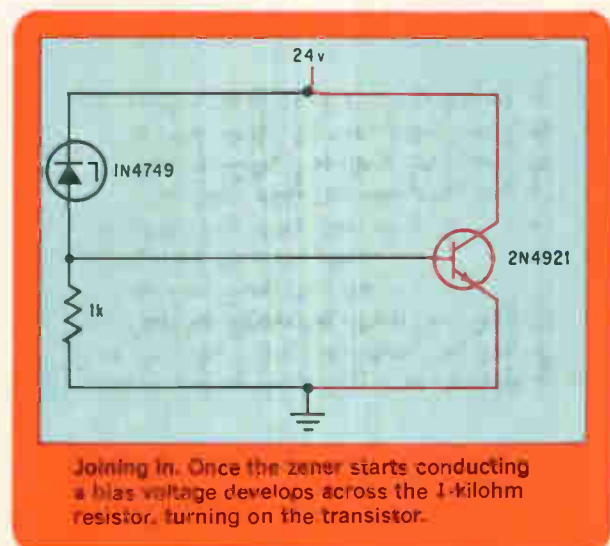 24v
1N4749
2N4921
1k
Joining in. Once the zener starts conducting
a bias voltage develops across the 1-kilohm
resistor, turning on the transistor.